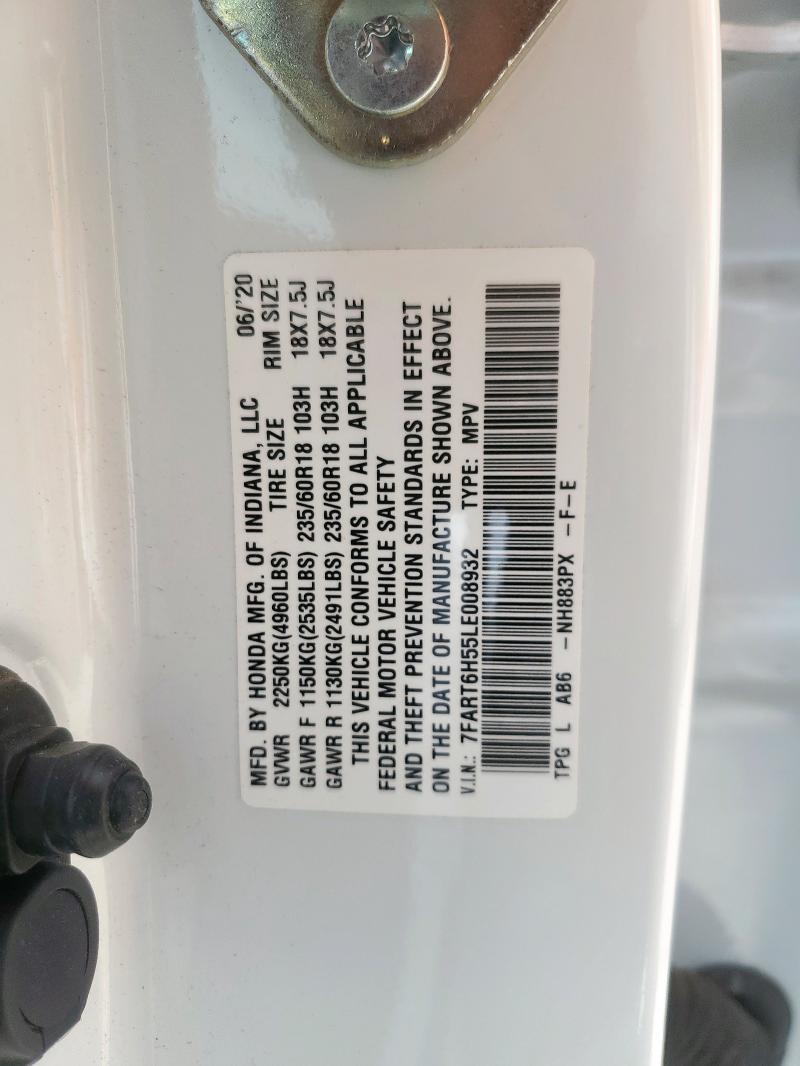 MFD. BY HONDA MFG. OF INDIANA, LLC 06/'20
GVWR 2250KG(4960LBS) TIRE SIZE RIM SIZE
GAWR F 1150KG(2535LBS) 235/60R18 103H 18X7.5J
GAWR R 1130KG(2491LBS) 235/60R18 103H 18X7.5J
THIS VEHICLE CONFORMS TO ALL APPLICABLE
FEDERAL MOTOR VEHICLE SAFETY
AND THEFT PREVENTION STANDARDS IN EFFECT
ON THE DATE OF MANUFACTURE SHOWN ABOVE.
V.I.N.: 7FART6H55LE008932 TYPE: MPV
TPG L AB6 -NH883PX -F-E